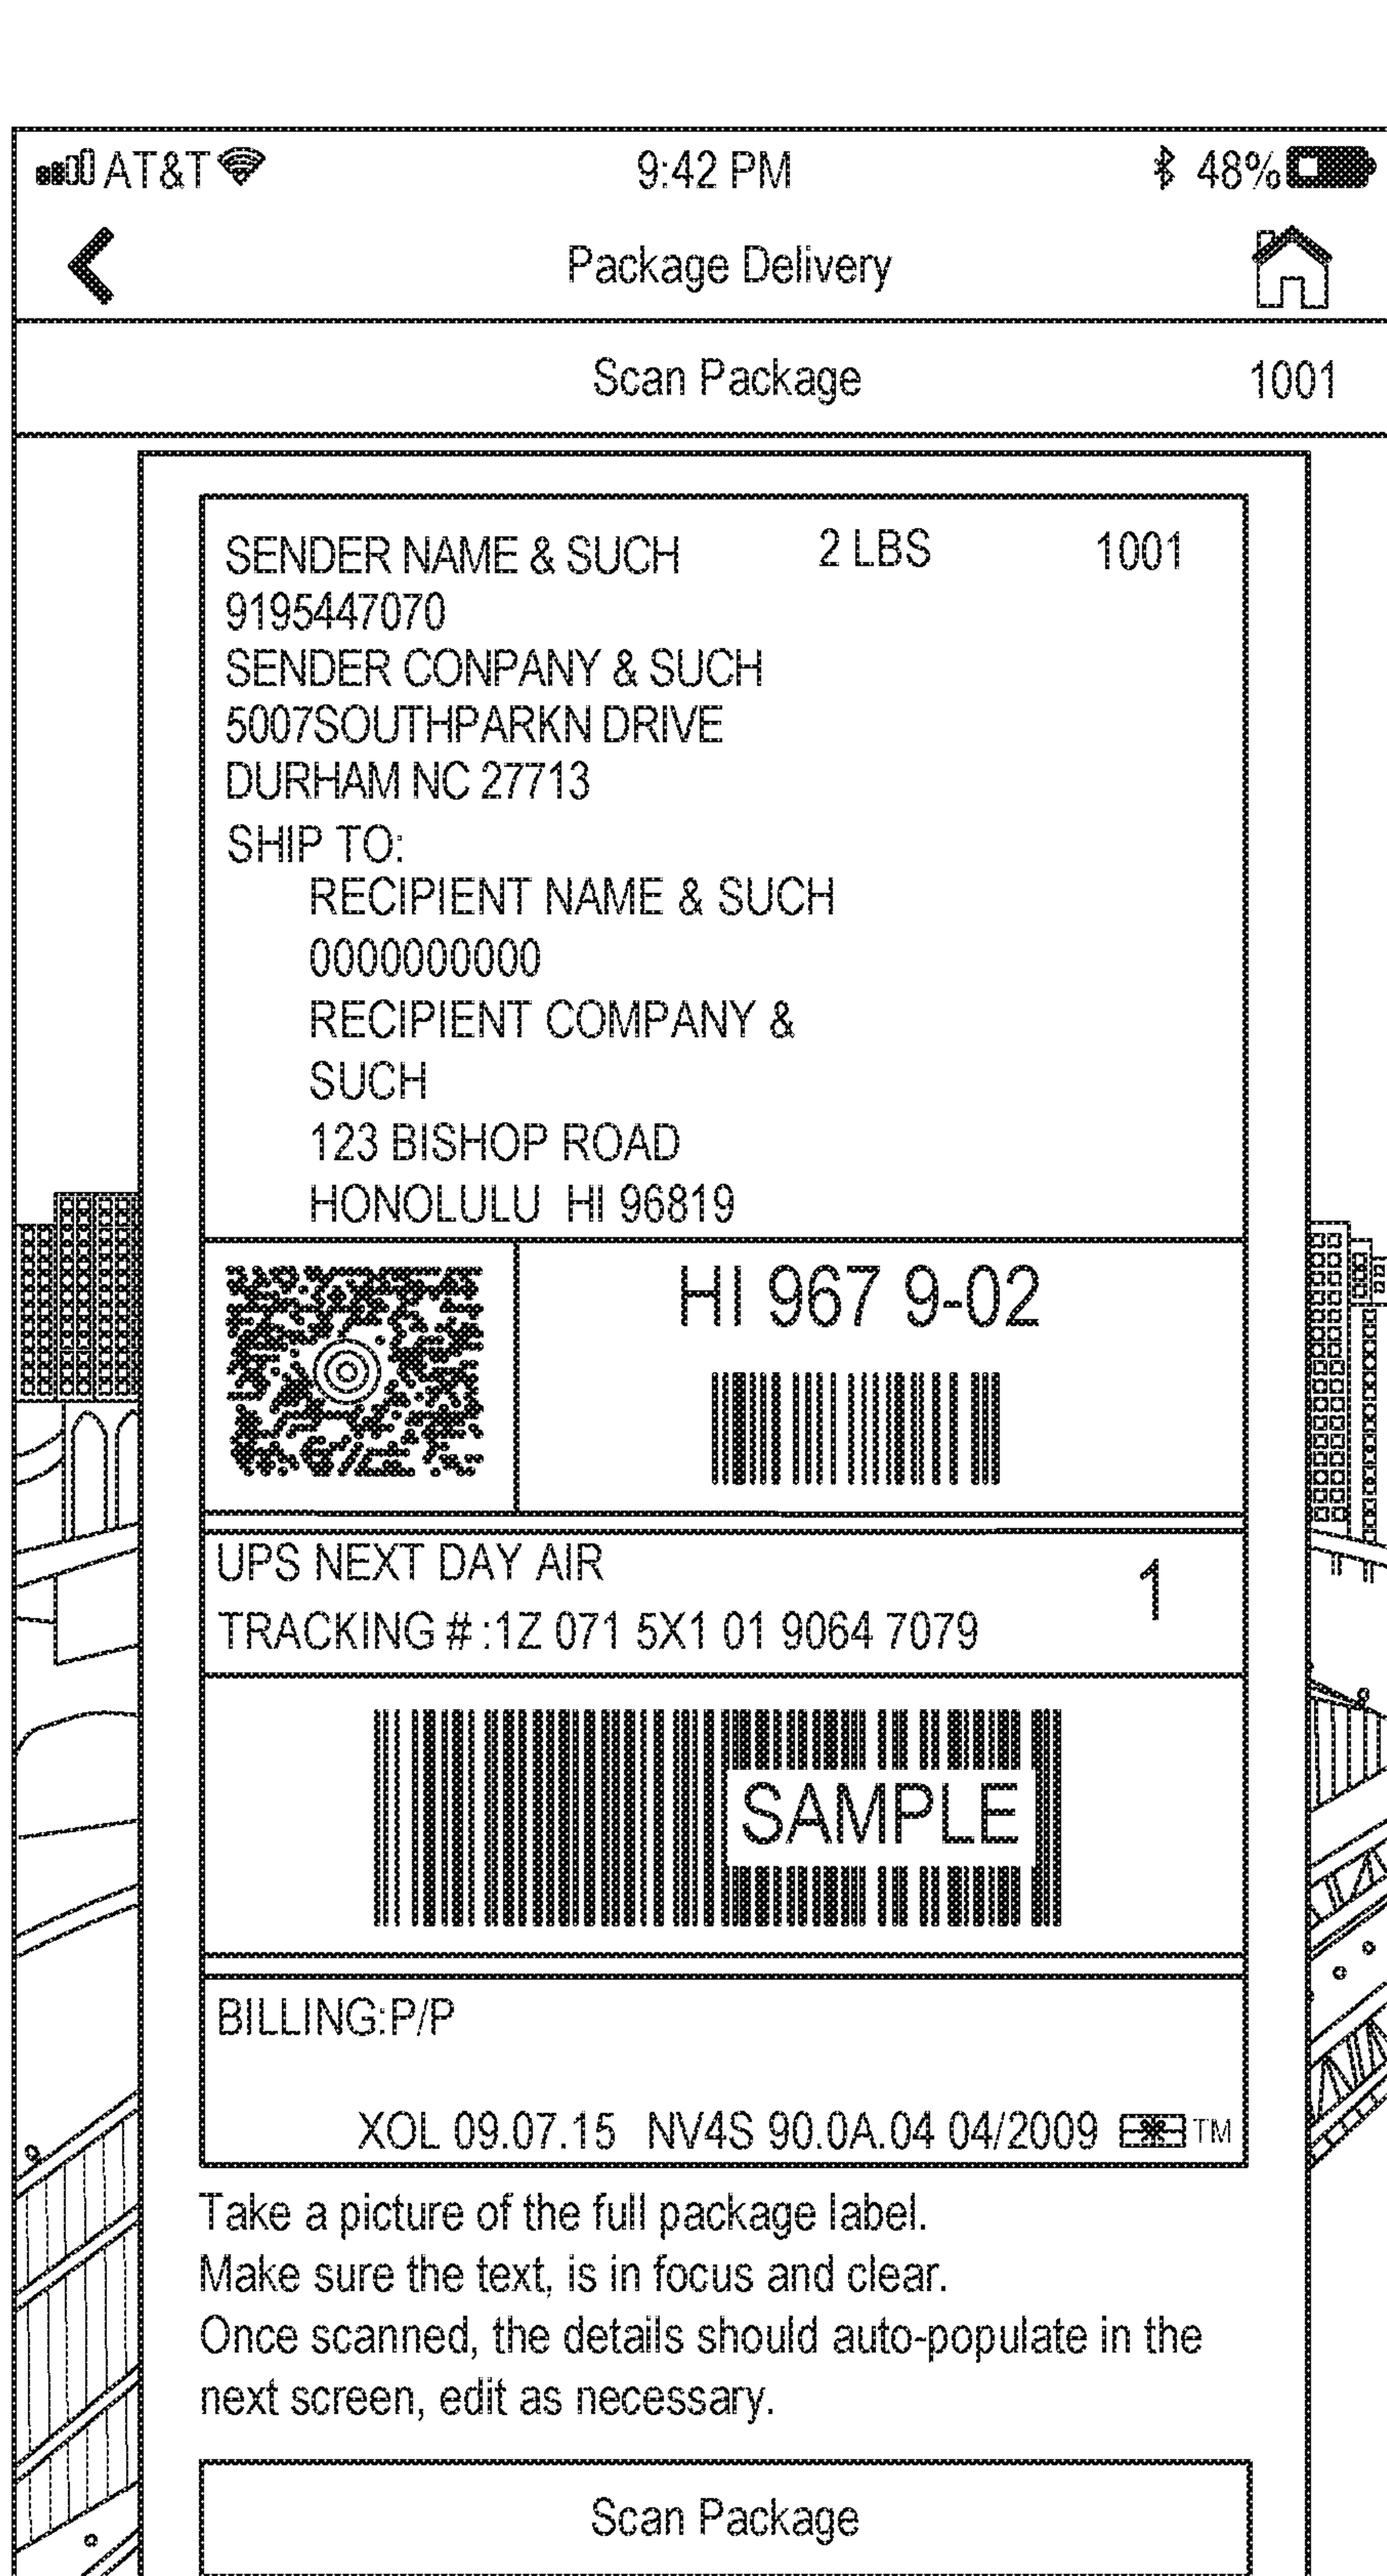 AT&T 9:42 PM 48%
Package Delivery
Scan Package 1001
SENDER NAME & SUCH 2 LBS 1001
9195447070
SENDER CONPANY & SUCH
5007SOUTHPARKN DRIVE
DURHAM NC 27713
SHIP TO:
RECIPIENT NAME & SUCH
0000000000
RECIPIENT COMPANY &
SUCH
123 BISHOP ROAD
HONOLULU HI 96819
HI 967 9-02
UPS NEXT DAY AIR 1
TRACKING # :1Z 071 5X1 01 9064 7079
SAMPLE
BILLING:P/P
XOL 09.07.15 NV4S 90.0A.04 04/2009 TM
Take a picture of the full package label.
Make sure the text, is in focus and clear.
Once scanned, the details should auto-populate in the
next screen, edit as necessary.
Scan Package